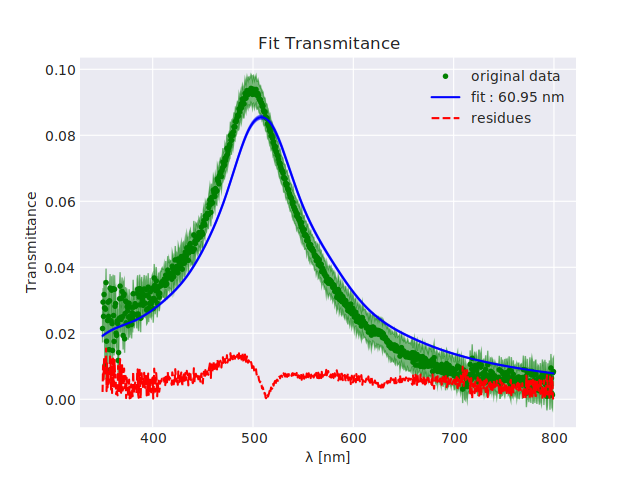 Fit Transmitance
original data
fit : 60.95 nm
residues
Transmittance
0.10
0.08
0.06
0.04
0.02
0.00
400 500 600 700 800
λ [nm]